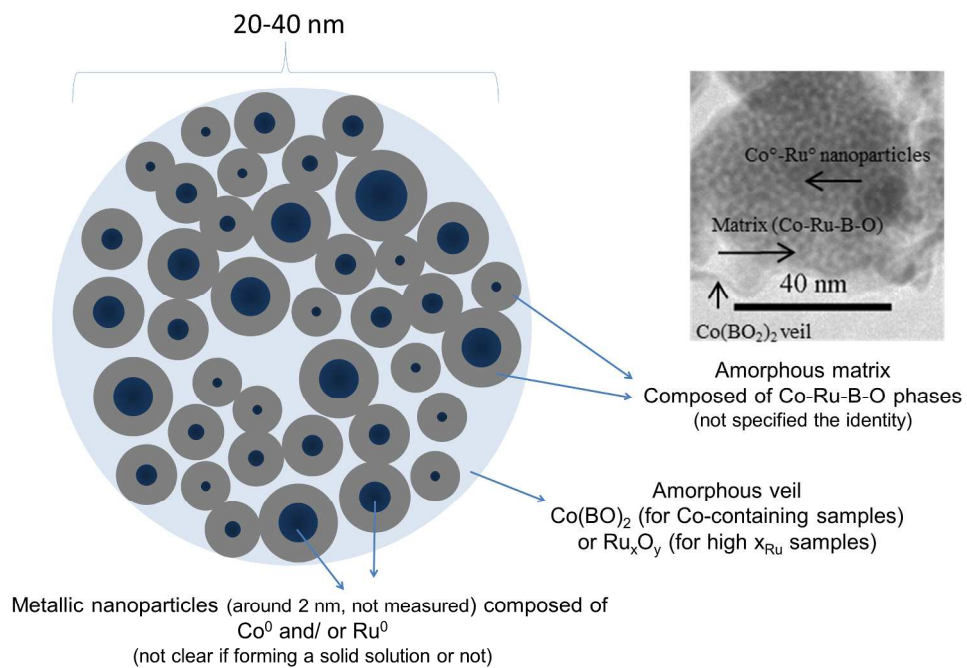 20-40 nm
Co°-Ru° nanoparticles
Matrix (Co-Ru-B-O)
40 nm
Co(BO₂)₂ veil
Amorphous matrix
Composed of Co-Ru-B-O phases
(not specified the identity)
Amorphous veil
Co(BO)₂ (for Co-containing samples)
or RuₓOᵧ (for high xRu samples)
Metallic nanoparticles (around 2 nm, not measured) composed of
Co⁰ and/ or Ru⁰
(not clear if forming a solid solution or not)